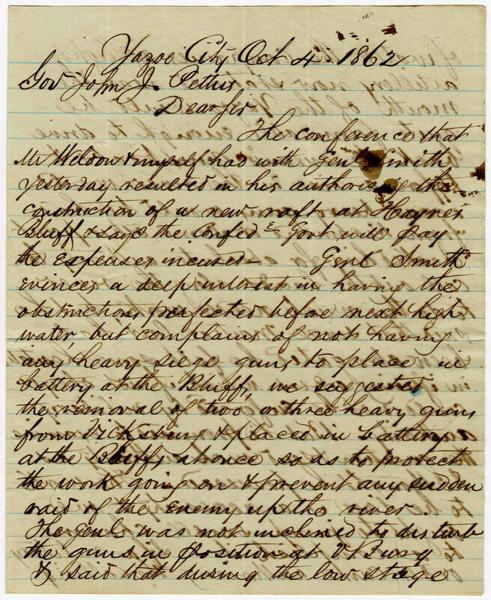 Yazoo City Oct 4 1862
Gov John J. Pettus
Dear Sir
The conference that
Mr Weldon & myself had with Genl Smith
yesterday resulted in his authorising the
construction of a new raft at Haynes
Bluff & says the Confed Govt will pay
the expenses incured — Genl Smith
evinces a deep interest in having the
obstructions perfected before next high
water, but complains of not having
any heavy siege guns to place in
battery at the Bluff, we sugested
the removal of two or three heavy guns
from Vicksburg & placed in battery
at the Bluffs at once so as to protect
the work going on & prevent any sudden
raid of the enemy up the river
The Genl was not inclined to disturb
the guns in position at V.Burg
& said that during the low stage